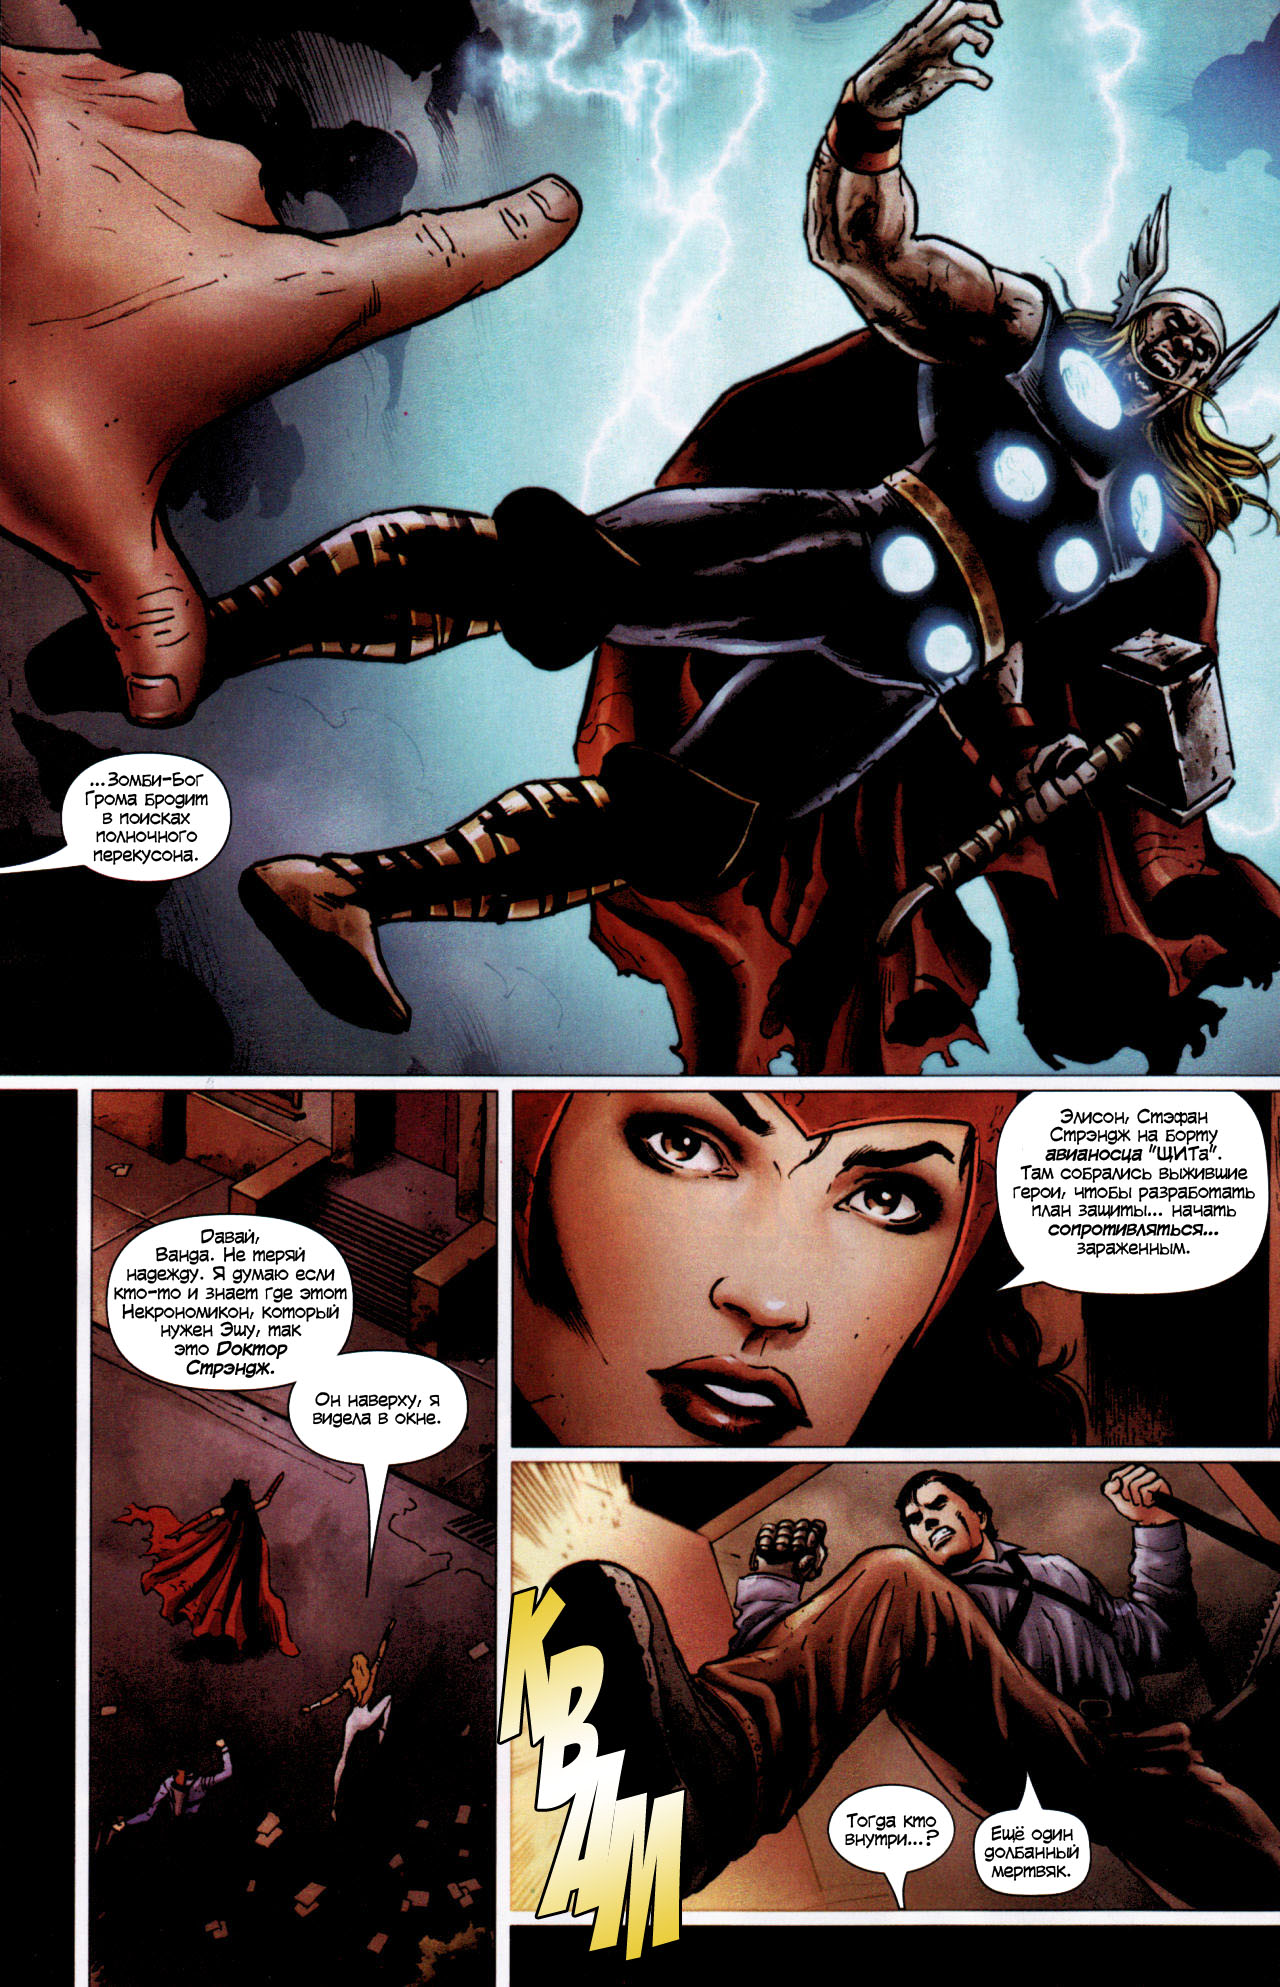 ...Зомби-Бог
Грома бродит
в поисках
полночного
перекусона.
Давай,
Ванда. Не теряй
надежду. Я думаю если
кто-то и знает где этот
Некрономикон, который
нужен Эшу, так
это Доктор
Стрэндж.
Он наверху, я
видела в окне.
Элисон, Стэфан
Стрэндж на борту
авианосца "ЩИТа".
Там собрались выжившие
герои, чтобы разработать
план защиты... начать
сопротивляться...
зараженным.
КВАМ
Тогда кто
внутри...?
Ещё один
долбанный
мертвяк.